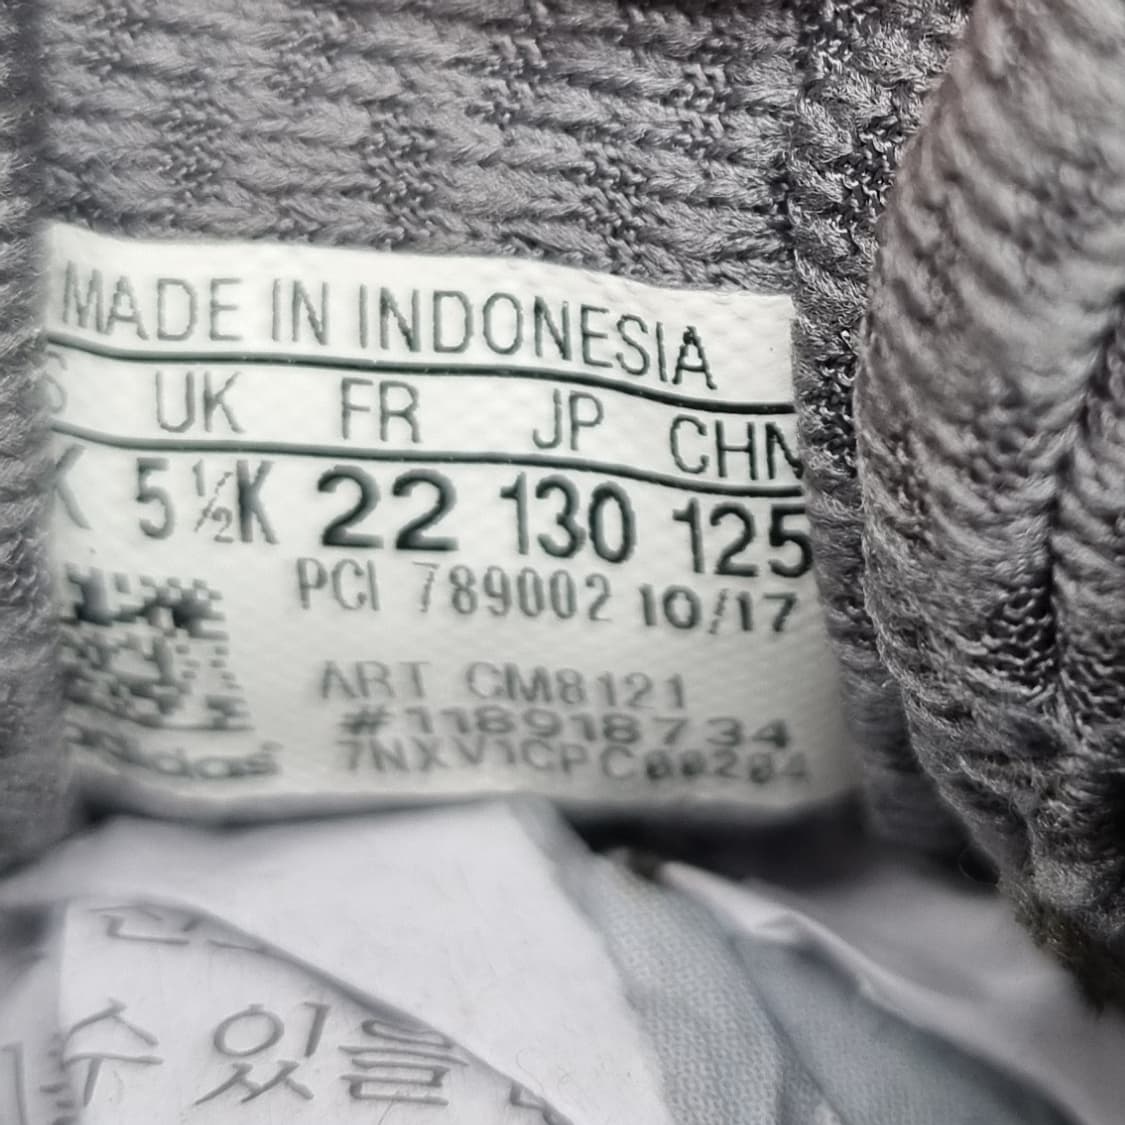 MADE IN INDONESIA
UK FR JP CHN
5½K 22 130 125
PCI 789002 10/17
ART CM8121
#118918734
7NXV1CPC00204
adidas
수 있을